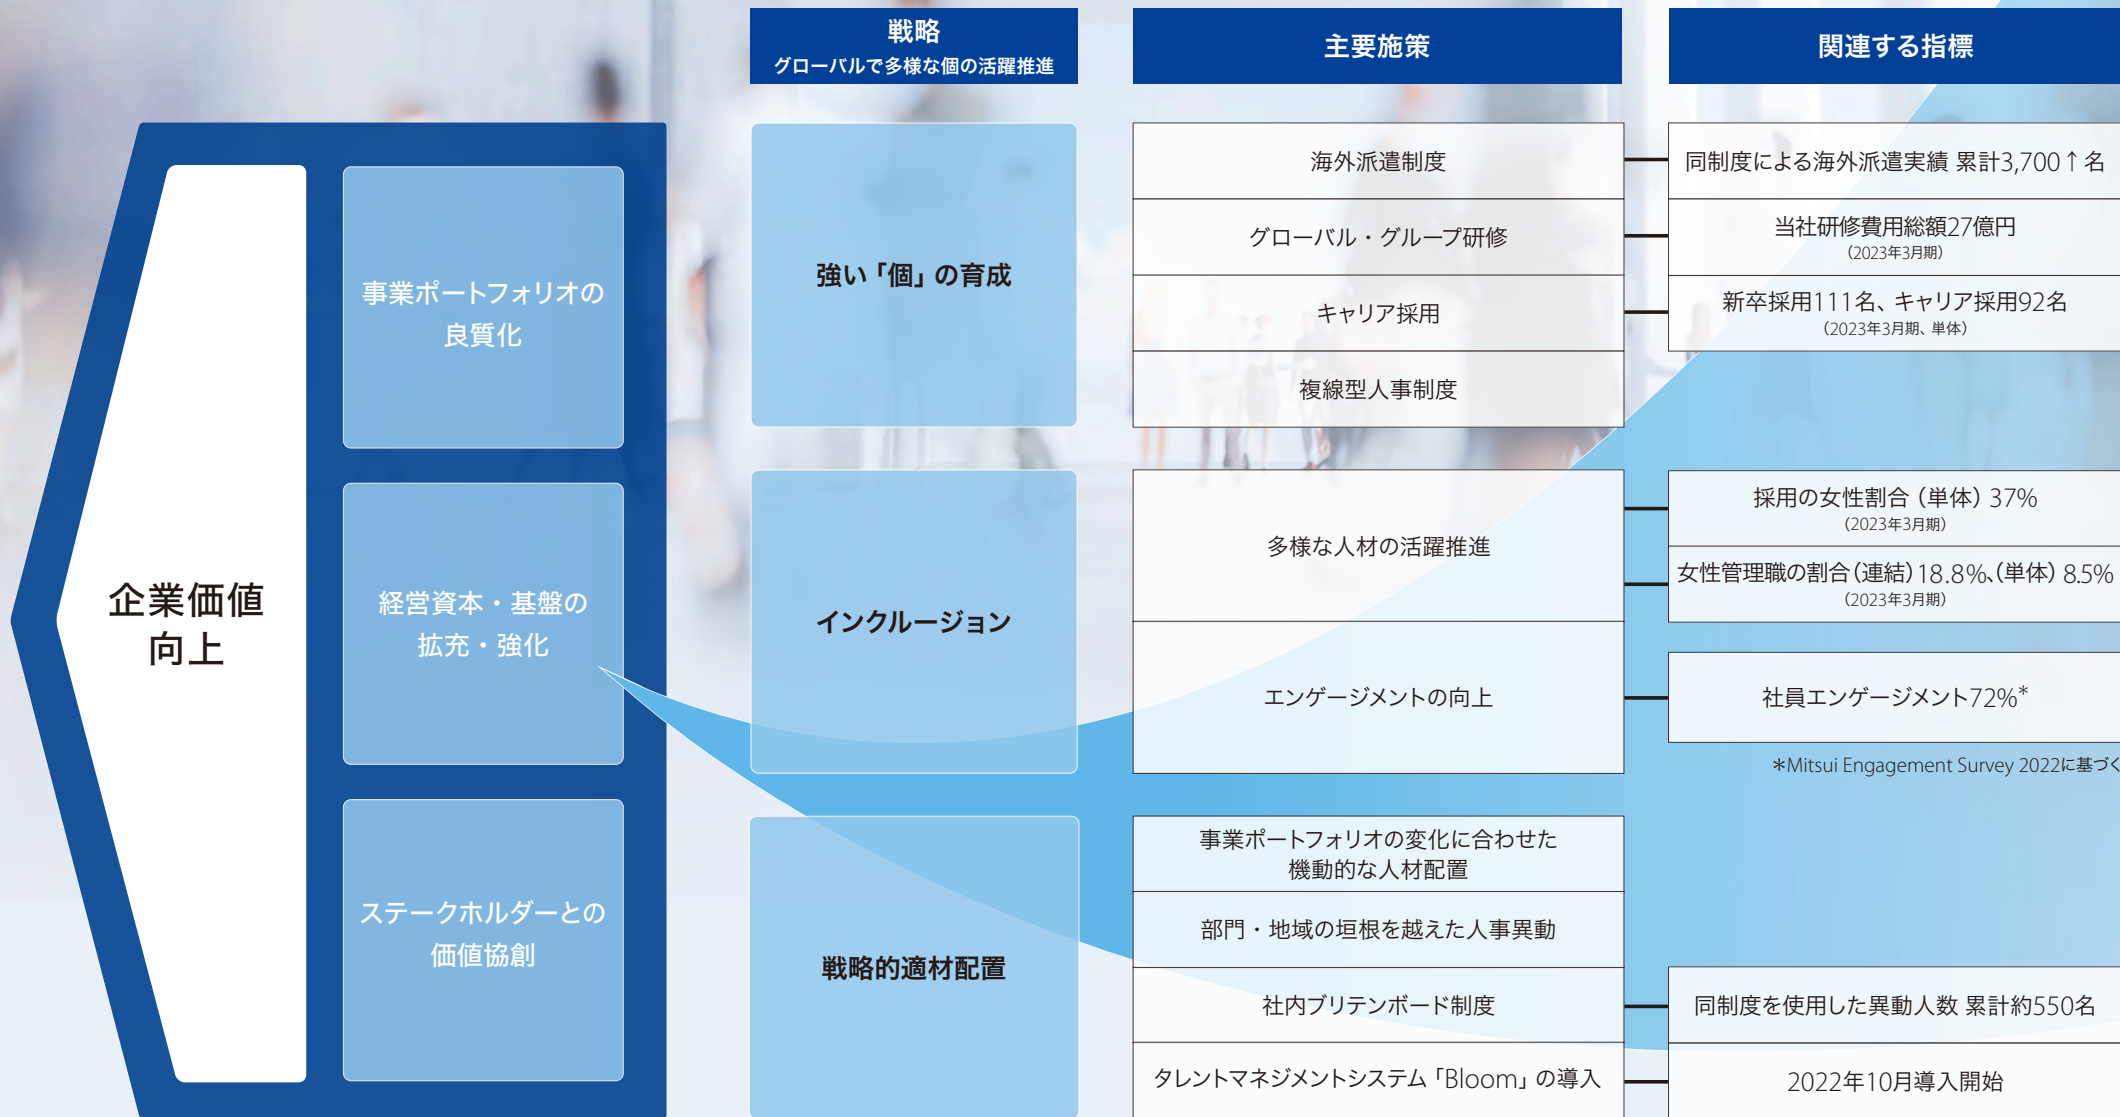 戦略
グローバルで多様な個の活躍推進
主要施策
関連する指標
企業価値
向上
事業ポートフォリオの
良質化
経営資本・基盤の
拡充・強化
ステークホルダーとの
価値協創
強い「個」の育成
海外派遣制度
同制度による海外派遣実績 累計3,700↑名
グローバル・グループ研修
当社研修費用総額27億円
（2023年3月期）
キャリア採用
新卒採用111名、キャリア採用92名
（2023年3月期、単体）
複線型人事制度
インクルージョン
多様な人材の活躍推進
採用の女性割合（単体）37%
（2023年3月期）
女性管理職の割合（連結）18.8%、（単体）8.5%
（2023年3月期）
エンゲージメントの向上
社員エンゲージメント72%*
*Mitsui Engagement Survey 2022に基づく
戦略的適材配置
事業ポートフォリオの変化に合わせた
機動的な人材配置
部門・地域の垣根を越えた人事異動
社内ブリテンボード制度
同制度を使用した異動人数 累計約550名
タレントマネジメントシステム「Bloom」の導入
2022年10月導入開始